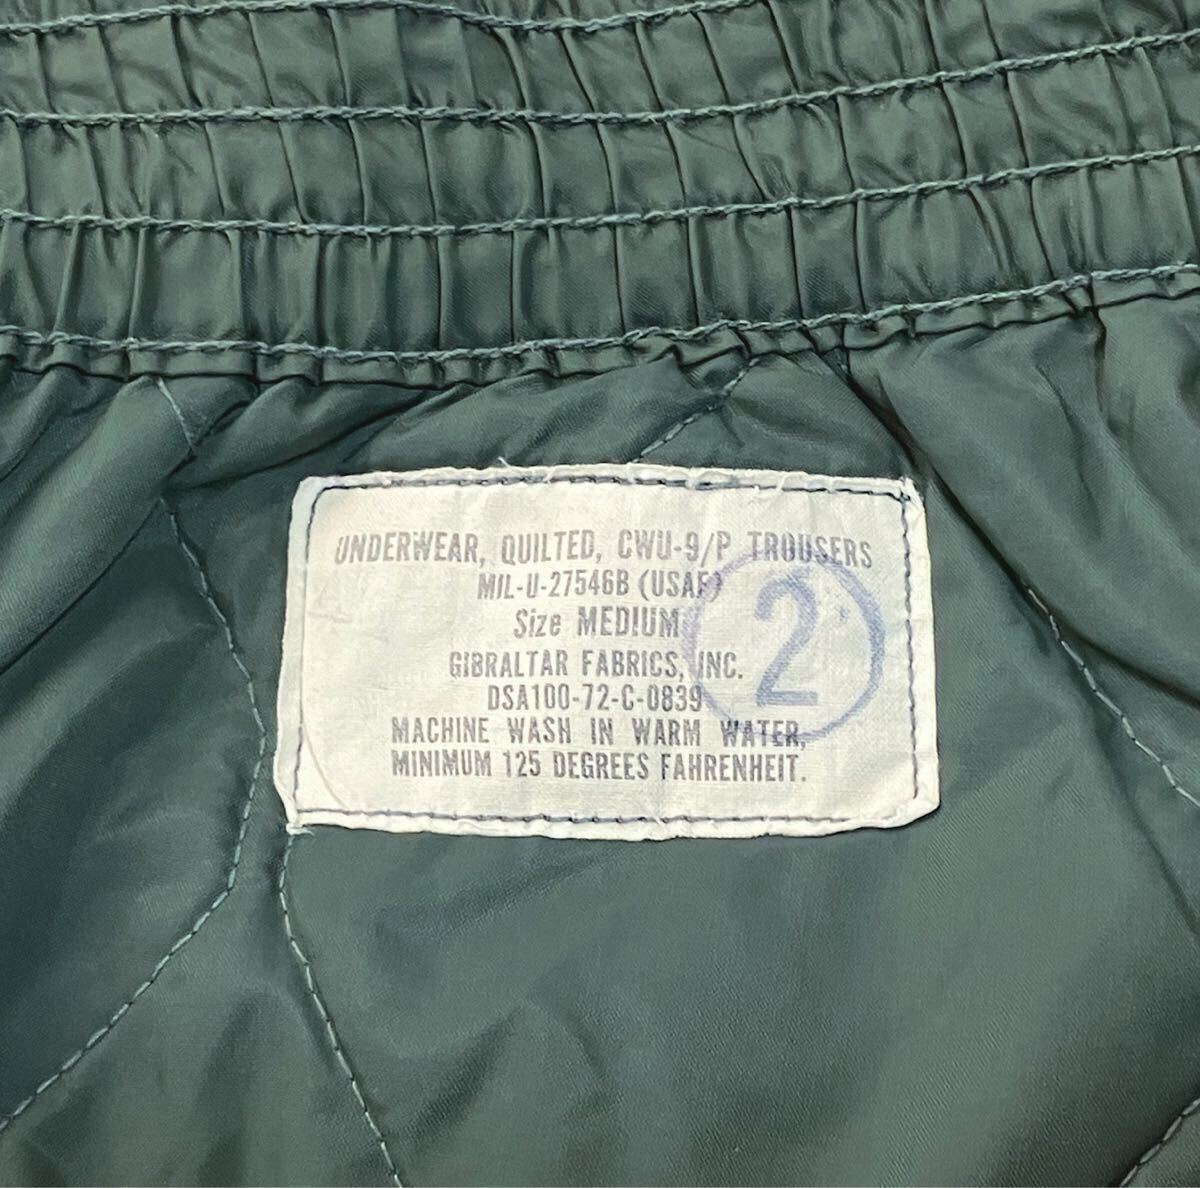 UNDERWEAR, QUILTED, CWU-9/P TROUSERS
MIL-U-27546B (USAF)
Size MEDIUM
2
GIBRALTAR FABRICS, INC.
DSA100-72-C-0839
MACHINE WASH IN WARM WATER,
MINIMUM 125 DEGREES FAHRENHEIT.